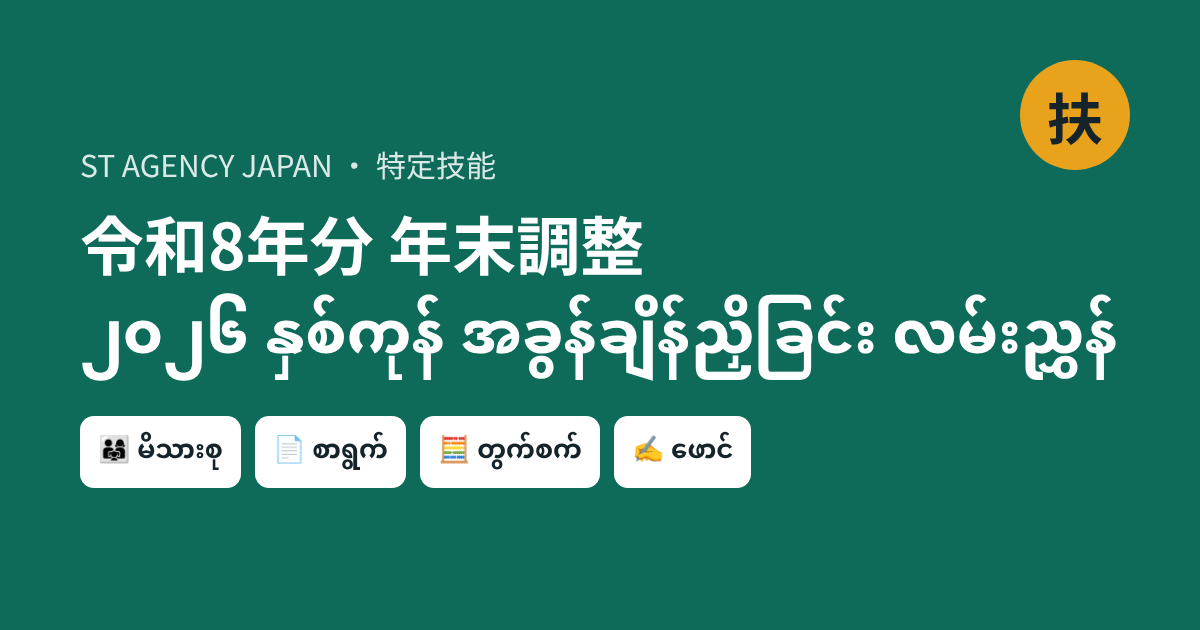 扶
ST AGENCY JAPAN ・ 特定技能
令和8年分 年末調整
၂၀၂၆ နှစ်ကုန် အခွန်ချိန်ညှိခြင်း လမ်းညွှန်
👨‍👩‍👧 မိသားစု 📄 စာရွက် 🧮 တွက်စက် ✍️ ဖောင်